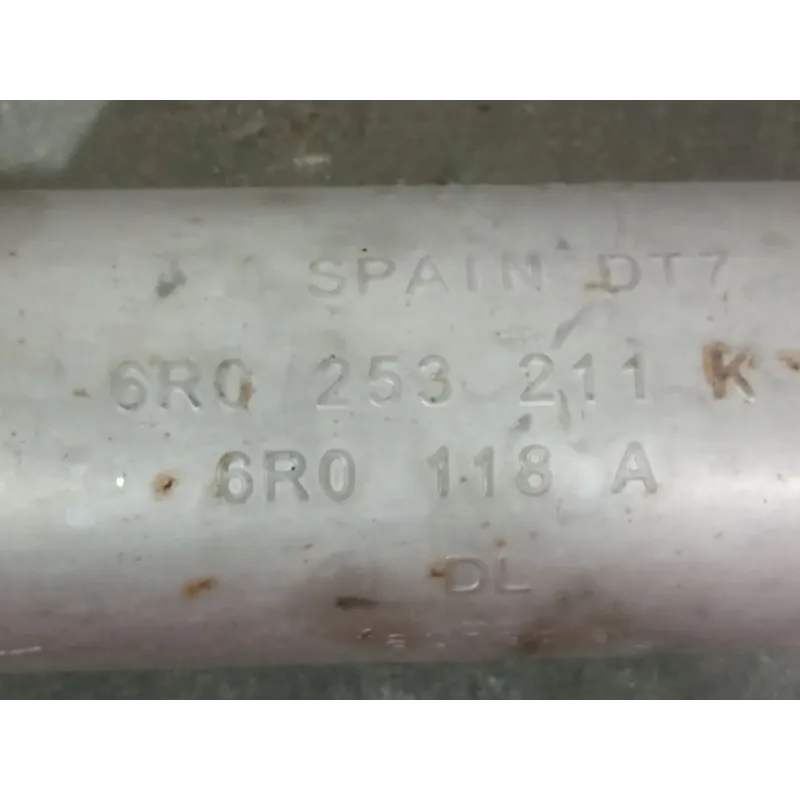 SPAIN DT7
6R0 253 211 K
6R0 118 A
DL